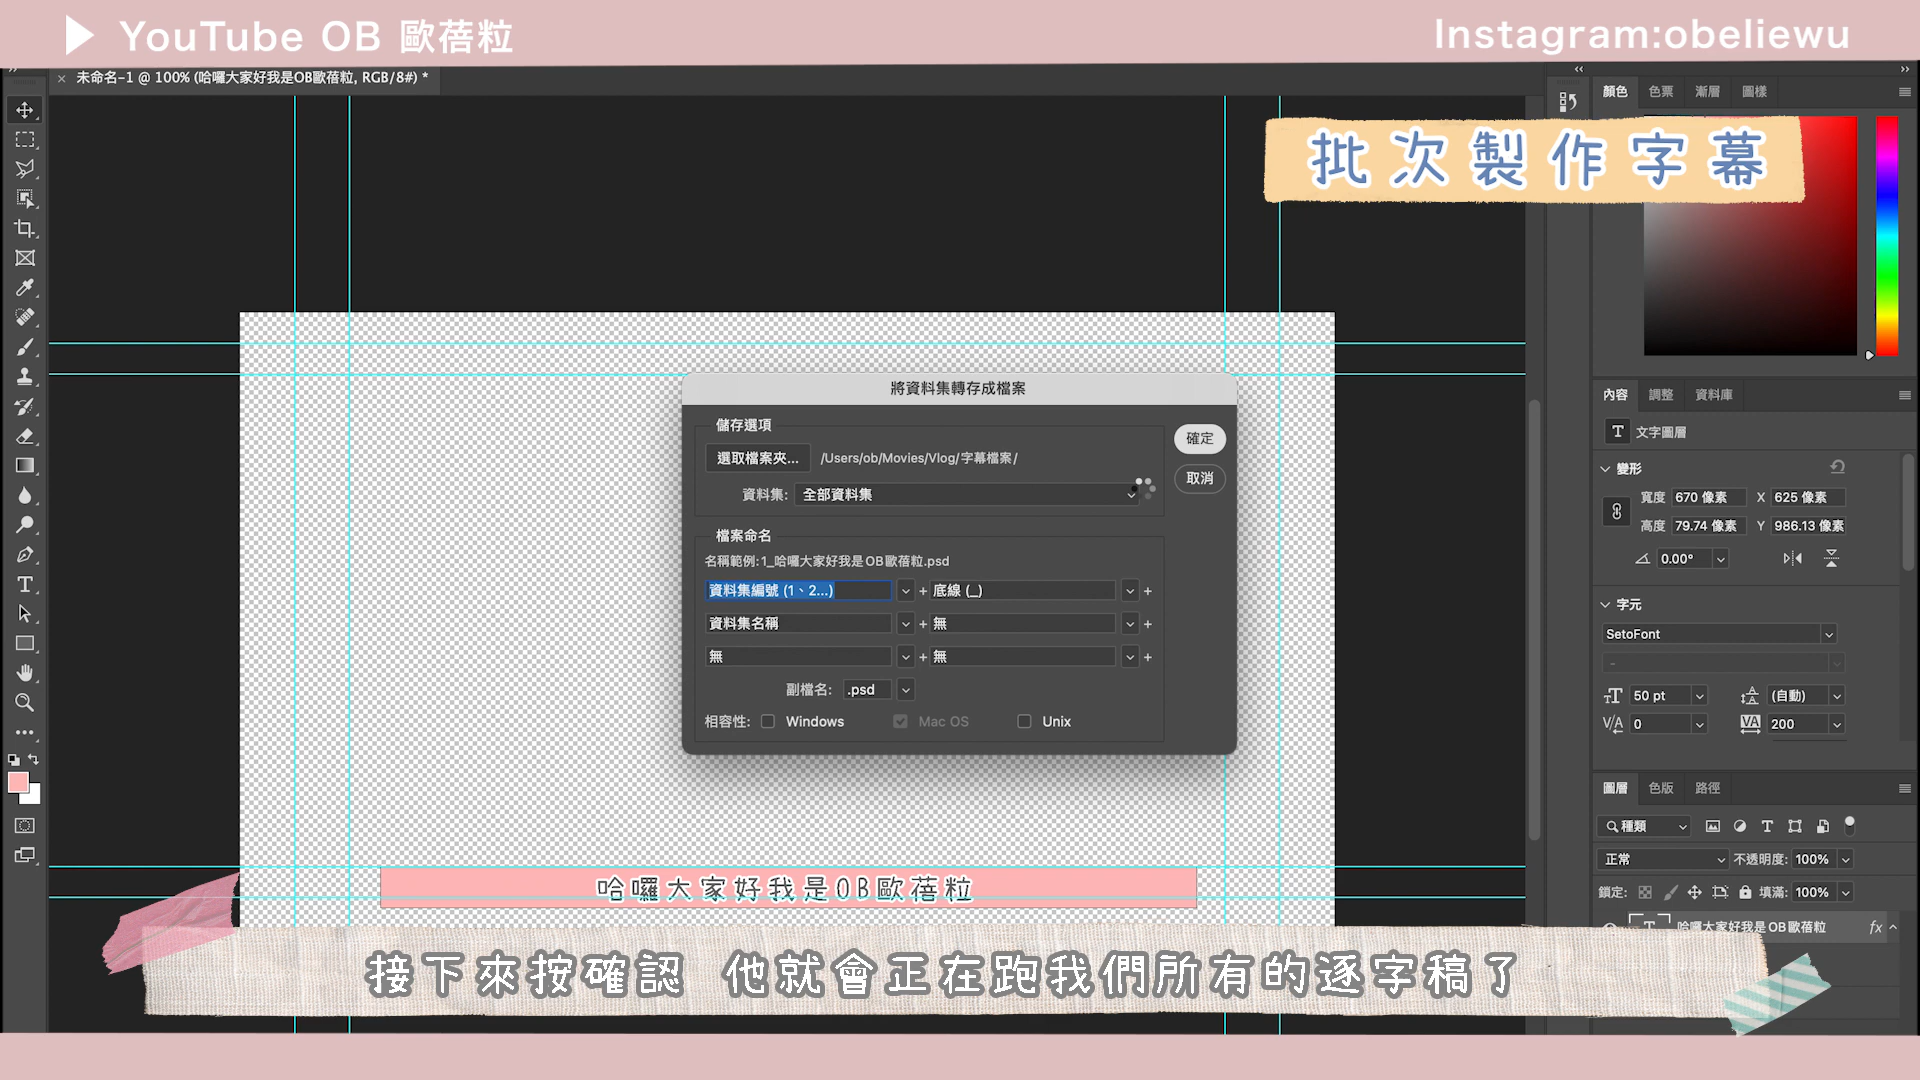 YouTube OB 歐蓓粒
Instagram:obeliewu
× 未命名-1 @ 100% (哈囉大家好我是OB歐蓓粒, RGB/8#) *
顏色 色票 漸層 圖樣
批次製作字幕
將資料集轉存成檔案
儲存選項
選取檔案夾... /Users/ob/Movies/Vlog/字幕檔案/
資料集: 全部資料集
確定
取消
檔案命名
名稱範例: 1_哈囉大家好我是OB歐蓓粒.psd
資料集編號 (1、2...) + 底線 (_) +
資料集名稱 + 無 +
無 + 無 +
副檔名: .psd
相容性: Windows Mac OS Unix
內容 調整 資料庫
T 文字圖層
變形
寬度 670 像素 X 625 像素
高度 79.74 像素 Y 986.13 像素
0.00°
字元
SetoFont
-
50 pt (自動)
V/A 0 VA 200
圖層 色版 路徑
種類
正常 不透明度: 100%
鎖定: 填滿: 100%
哈囉大家好我是OB歐蓓粒 fx
哈囉大家好我是OB歐蓓粒
接下來按確認 他就會正在跑我們所有的逐字稿了